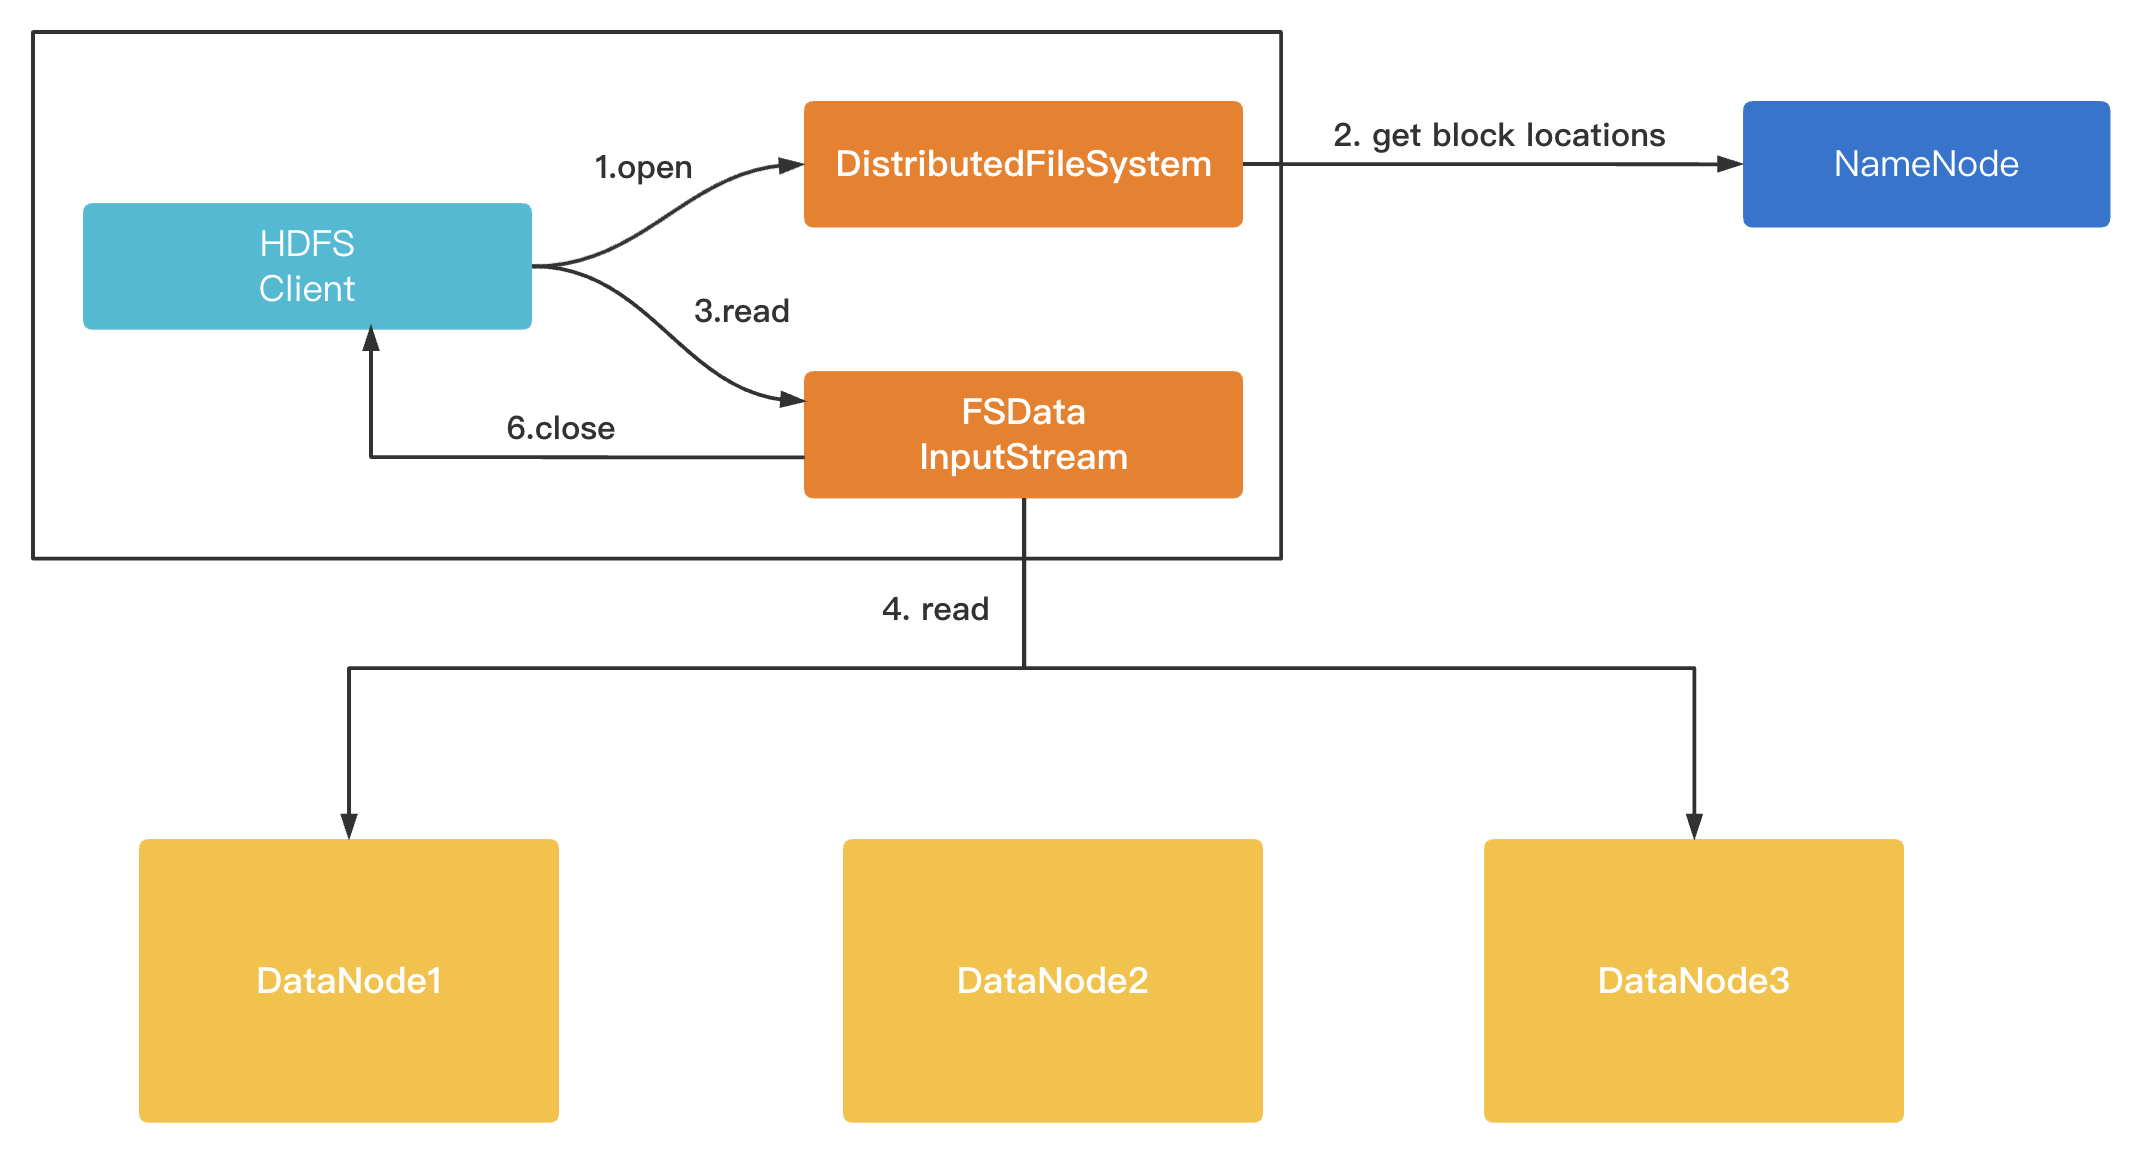 1.open
DistributedFileSystem
2. get block locations
NameNode
HDFS
Client
3.read
FSData
InputStream
6.close
4. read
DataNode1
DataNode2
DataNode3